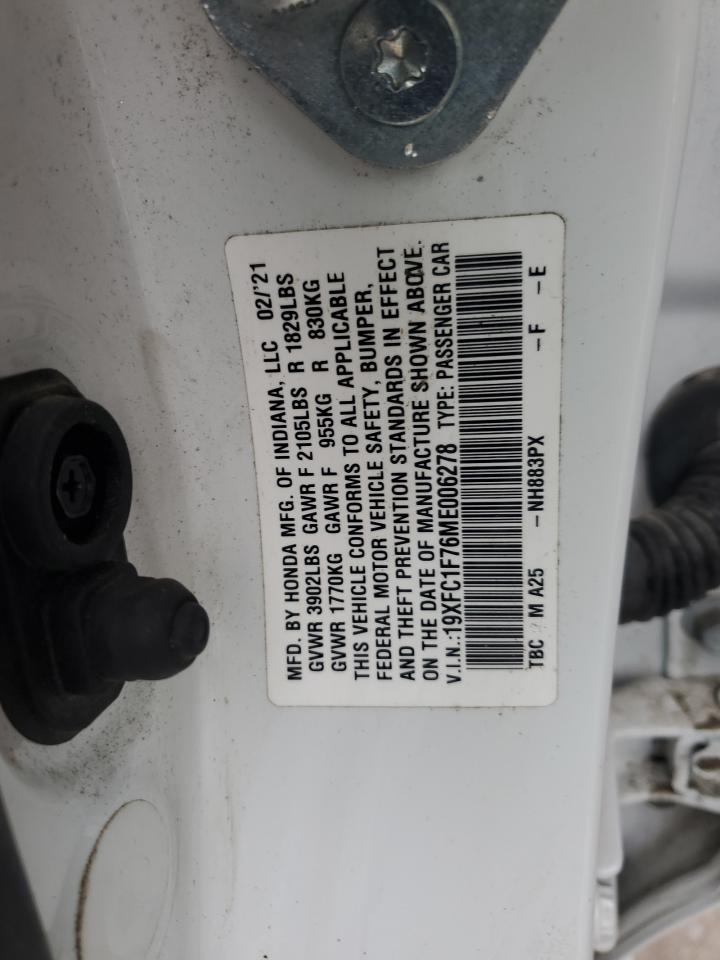 MFD. BY HONDA MFG. OF INDIANA, LLC 02/'21
GVWR 3902LBS GAWR F 2105LBS R 1829LBS
GVWR 1770KG GAWR F 955KG R 830KG
THIS VEHICLE CONFORMS TO ALL APPLICABLE
FEDERAL MOTOR VEHICLE SAFETY, BUMPER,
AND THEFT PREVENTION STANDARDS IN EFFECT
ON THE DATE OF MANUFACTURE SHOWN ABOVE.
V.I.N.:19XFC1F76ME006278 TYPE: PASSENGER CAR
TBC M A25 -NH883PX -F -E